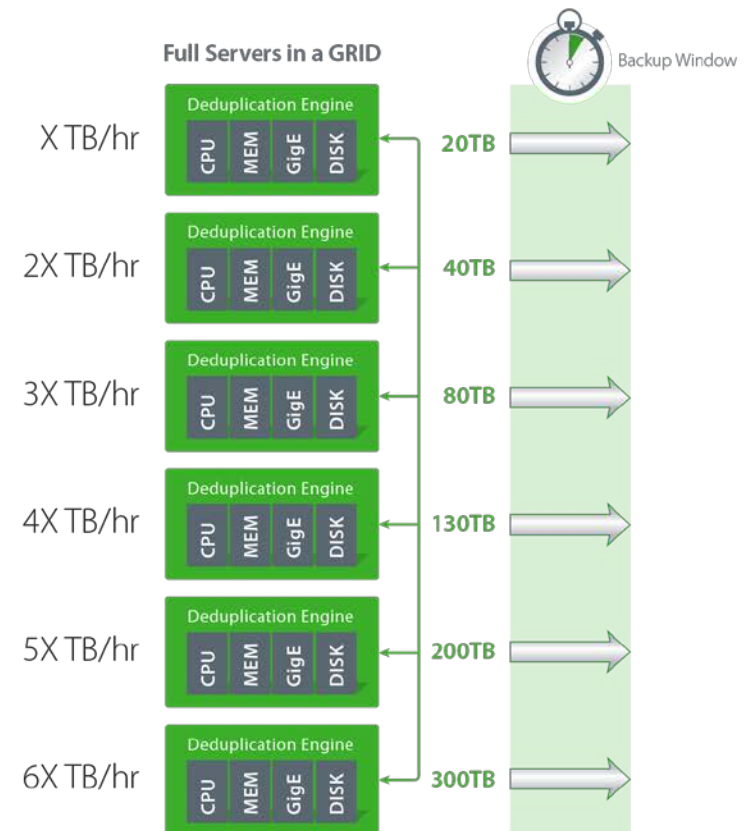 Full Servers in a GRID
Backup Window
X TB/hr
Deduplication Engine
CPU
MEM
GigE
DISK
20TB
2X TB/hr
Deduplication Engine
CPU
MEM
GigE
DISK
40TB
3X TB/hr
Deduplication Engine
CPU
MEM
GigE
DISK
80TB
4X TB/hr
Deduplication Engine
CPU
MEM
GigE
DISK
130TB
5X TB/hr
Deduplication Engine
CPU
MEM
GigE
DISK
200TB
6X TB/hr
Deduplication Engine
CPU
MEM
GigE
DISK
300TB